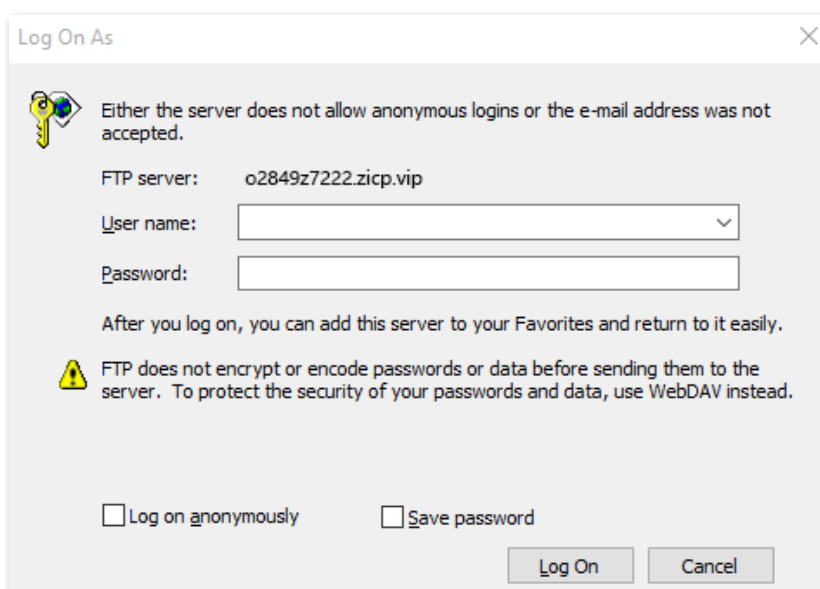 Log On As
Either the server does not allow anonymous logins or the e-mail address was not
accepted.
FTP server: o2849z7222.zicp.vip
User name:
Password:
After you log on, you can add this server to your Favorites and return to it easily.
FTP does not encrypt or encode passwords or data before sending them to the
server. To protect the security of your passwords and data, use WebDAV instead.
Log on anonymously Save password
Log On Cancel